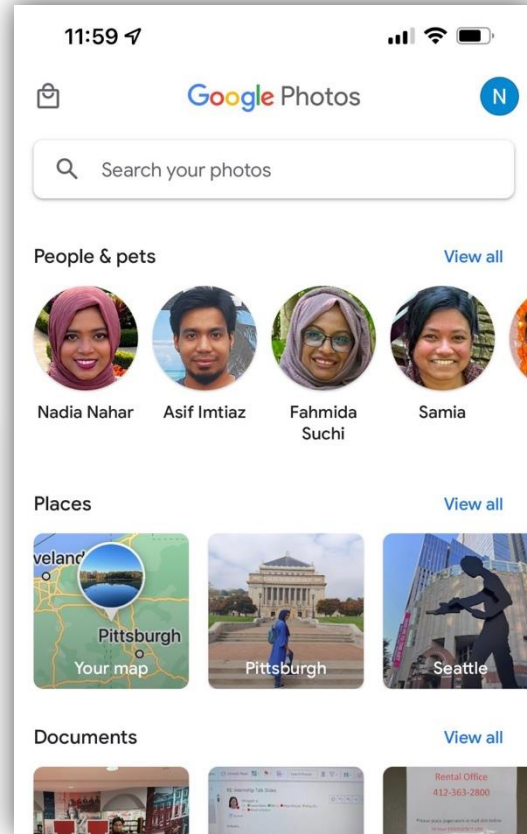 11:59
Google Photos
N
Search your photos
People & pets
View all
Nadia Nahar
Asif Imtiaz
Fahmida
Suchi
Samia
Places
View all
veland
Pittsburgh
Your map
Pittsburgh
Seattle
Documents
View all
Rental Office
412-363-2800